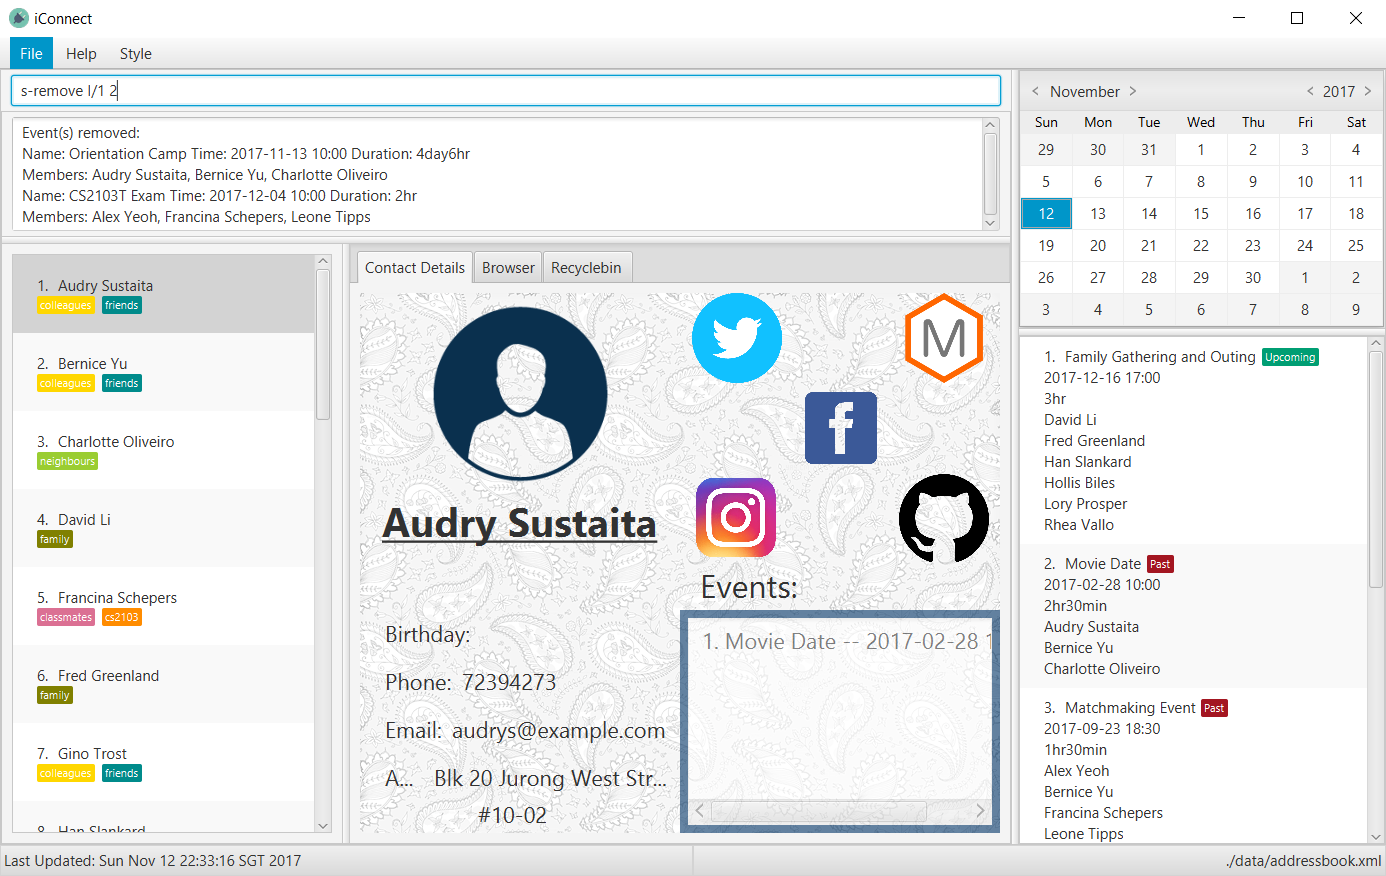 iConnect
File Help Style
s-remove l/1 2
Event(s) removed:
Name: Orientation Camp Time: 2017-11-13 10:00 Duration: 4day6hr
Members: Audry Sustaita, Bernice Yu, Charlotte Oliveiro
Name: CS2103T Exam Time: 2017-12-04 10:00 Duration: 2hr
Members: Alex Yeoh, Francina Schepers, Leone Tipps
1. Audry Sustaita
colleagues friends
2. Bernice Yu
colleagues friends
3. Charlotte Oliveiro
neighbours
4. David Li
family
5. Francina Schepers
classmates cs2103
6. Fred Greenland
family
7. Gino Trost
colleagues friends
8. Han Slankard
Contact Details Browser Recyclebin
M
Audry Sustaita
Birthday:
Phone: 72394273
Email: audrys@example.com
A... Blk 20 Jurong West Str...
#10-02
Events:
1. Movie Date -- 2017-02-28 1
November 2017
Sun Mon Tue Wed Thu Fri Sat
29 30 31 1 2 3 4
5 6 7 8 9 10 11
12 13 14 15 16 17 18
19 20 21 22 23 24 25
26 27 28 29 30 1 2
3 4 5 6 7 8 9
1. Family Gathering and Outing Upcoming
2017-12-16 17:00
3hr
David Li
Fred Greenland
Han Slankard
Hollis Biles
Lory Prosper
Rhea Vallo
2. Movie Date Past
2017-02-28 10:00
2hr30min
Audry Sustaita
Bernice Yu
Charlotte Oliveiro
3. Matchmaking Event Past
2017-09-23 18:30
1hr30min
Alex Yeoh
Bernice Yu
Francina Schepers
Leone Tipps
Last Updated: Sun Nov 12 22:33:16 SGT 2017
./data/addressbook.xml